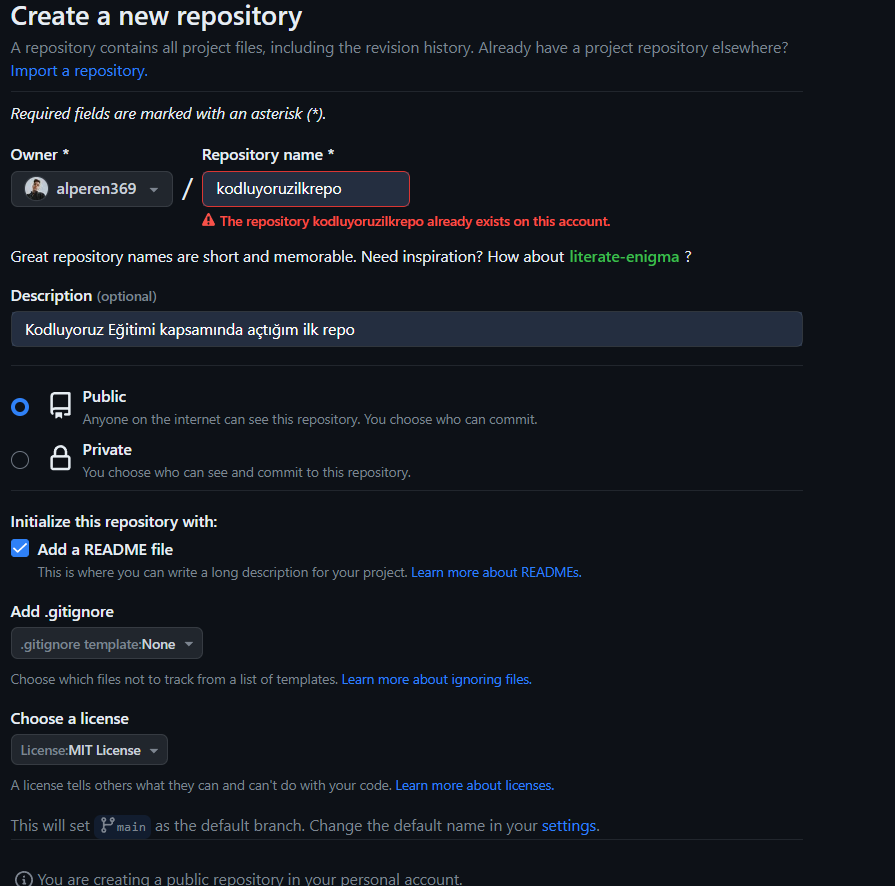 Create a new repository
A repository contains all project files, including the revision history. Already have a project repository elsewhere?
Import a repository.
Required fields are marked with an asterisk (*).
Owner *
Repository name *
alperen369
/
kodluyoruzilkrepo
The repository kodluyoruzilkrepo already exists on this account.
Great repository names are short and memorable. Need inspiration? How about literate-enigma ?
Description (optional)
Kodluyoruz Eğitimi kapsamında açtığım ilk repo
Public
Anyone on the internet can see this repository. You choose who can commit.
Private
You choose who can see and commit to this repository.
Initialize this repository with:
Add a README file
This is where you can write a long description for your project. Learn more about READMEs.
Add .gitignore
.gitignore template:None
Choose which files not to track from a list of templates. Learn more about ignoring files.
Choose a license
License:MIT License
A license tells others what they can and can't do with your code. Learn more about licenses.
This will set main as the default branch. Change the default name in your settings.
You are creating a public repository in your personal account.